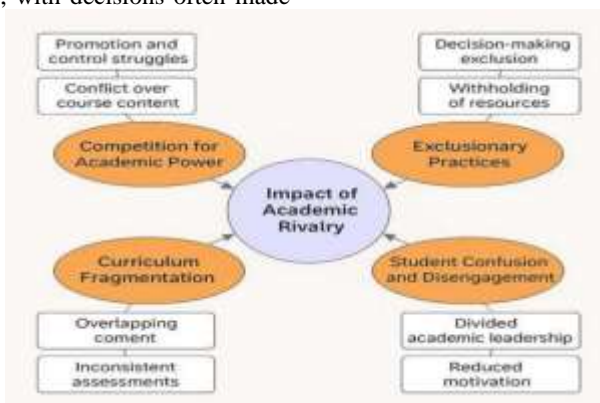 , with decisions often made
Promotion and
control struggles
Conflict over
course content
Competition for
Academic Power
Decision-making
exclusion
Withholding
of resources
Exclusionary
Practices
Impact of
Academic
Rivalry
Curriculum
Fragmentation
Overlapping
coment
Inconsistent
assessments
Student Confusion
and Disengagement
Divided
academic leadership
Reduced
motivation